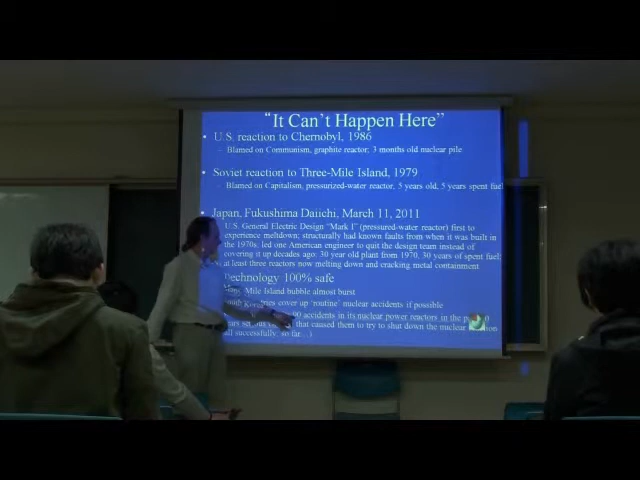 "It Can't Happen Here"
• U.S. reaction to Chernobyl, 1986
– Blamed on Communism, graphite reactor; 3 months old nuclear pile
Soviet reaction to Three-Mile Island, 1979
– Blamed on Capitalism, pressurized-water reactor, 5 years old, 5 years spent fuel
• Japan, Fukushima Daiichi, March 11, 2011
U.S. General Electric Design "Mark I" (pressured-water reactor) first to
experience meltdown; structurally had known faults from when it was built in
the 1970s; led one American engineer to quit the design team instead of
covering it up decades ago; 30 year old plant from 1970, 30 years of spent fuel;
at least three reactors now melting down and cracking metal containment
Technology 100% safe
Mile Island bubble almost burst
cover up "routine" nuclear accidents if possible
accidents in its nuclear power reactors in the
that caused them to try to shut down the nuclear
all successfully, so far…)